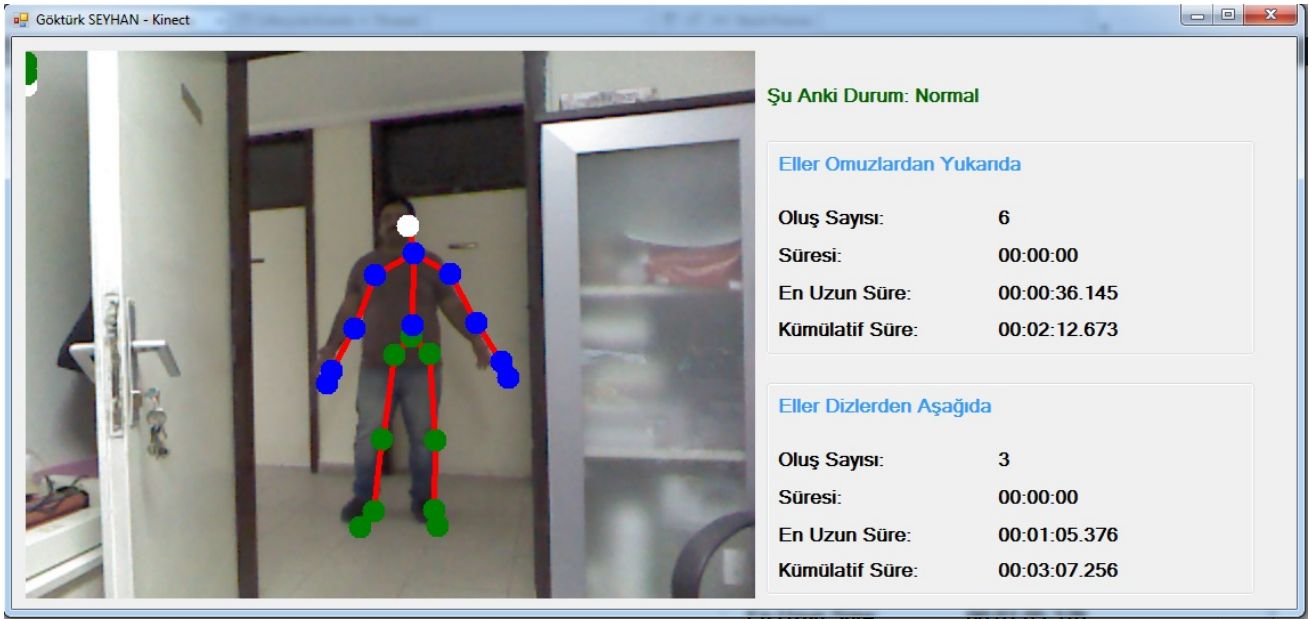 Göktürk SEYHAN - Kinect
Şu Anki Durum: Normal
Eller Omuzlardan Yukarıda
Oluş Sayısı: 6
Süresi: 00:00:00
En Uzun Süre: 00:00:36.145
Kümülatif Süre: 00:02:12.673
Eller Dizlerden Aşağıda
Oluş Sayısı: 3
Süresi: 00:00:00
En Uzun Süre: 00:01:05.376
Kümülatif Süre: 00:03:07.256